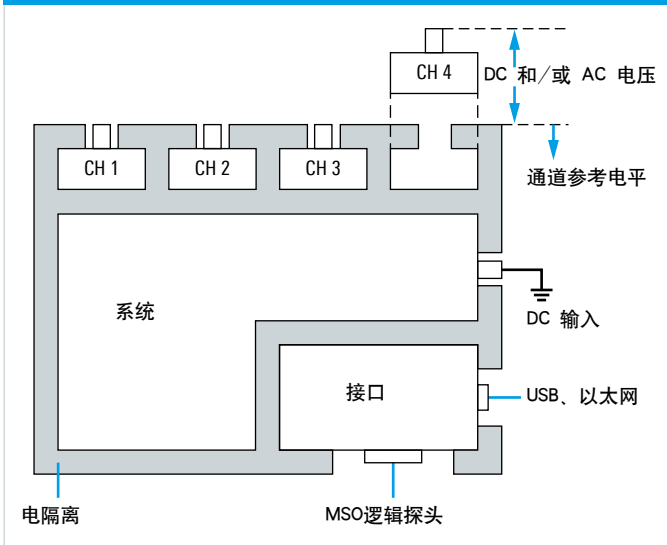 CH 4
DC 和/或 AC 电压
CH 1
CH 2
CH 3
通道参考电平
系统
DC 输入
接口
USB、以太网
电隔离
MSO逻辑探头